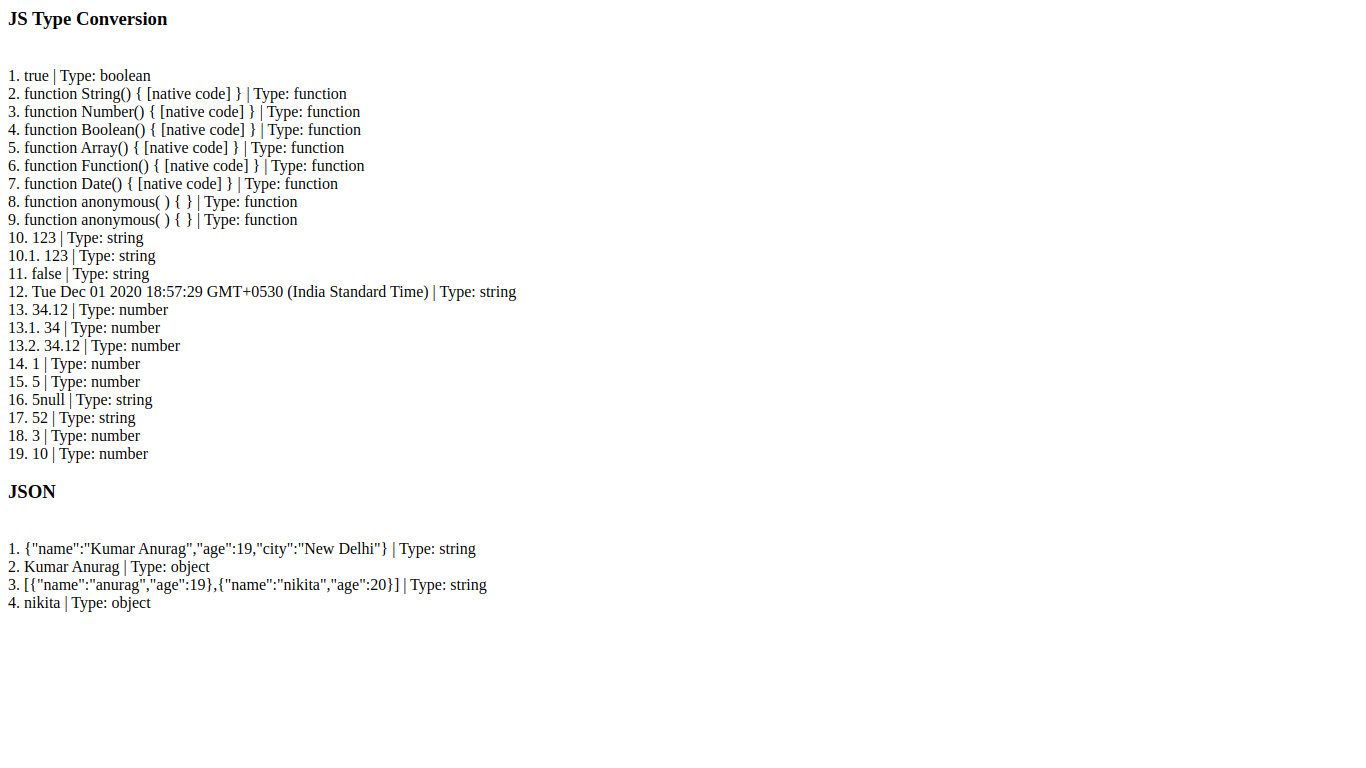 JS Type Conversion
1. true | Type: boolean
2. function String() { [native code] } | Type: function
3. function Number() { [native code] } | Type: function
4. function Boolean() { [native code] } | Type: function
5. function Array() { [native code] } | Type: function
6. function Function() { [native code] } | Type: function
7. function Date() { [native code] } | Type: function
8. function anonymous( ) { } | Type: function
9. function anonymous( ) { } | Type: function
10. 123 | Type: string
10.1. 123 | Type: string
11. false | Type: string
12. Tue Dec 01 2020 18:57:29 GMT+0530 (India Standard Time) | Type: string
13. 34.12 | Type: number
13.1. 34 | Type: number
13.2. 34.12 | Type: number
14. 1 | Type: number
15. 5 | Type: number
16. 5null | Type: string
17. 52 | Type: string
18. 3 | Type: number
19. 10 | Type: number
JSON
1. {"name":"Kumar Anurag","age":19,"city":"New Delhi"} | Type: string
2. Kumar Anurag | Type: object
3. [{"name":"anurag","age":19},{"name":"nikita","age":20}] | Type: string
4. nikita | Type: object